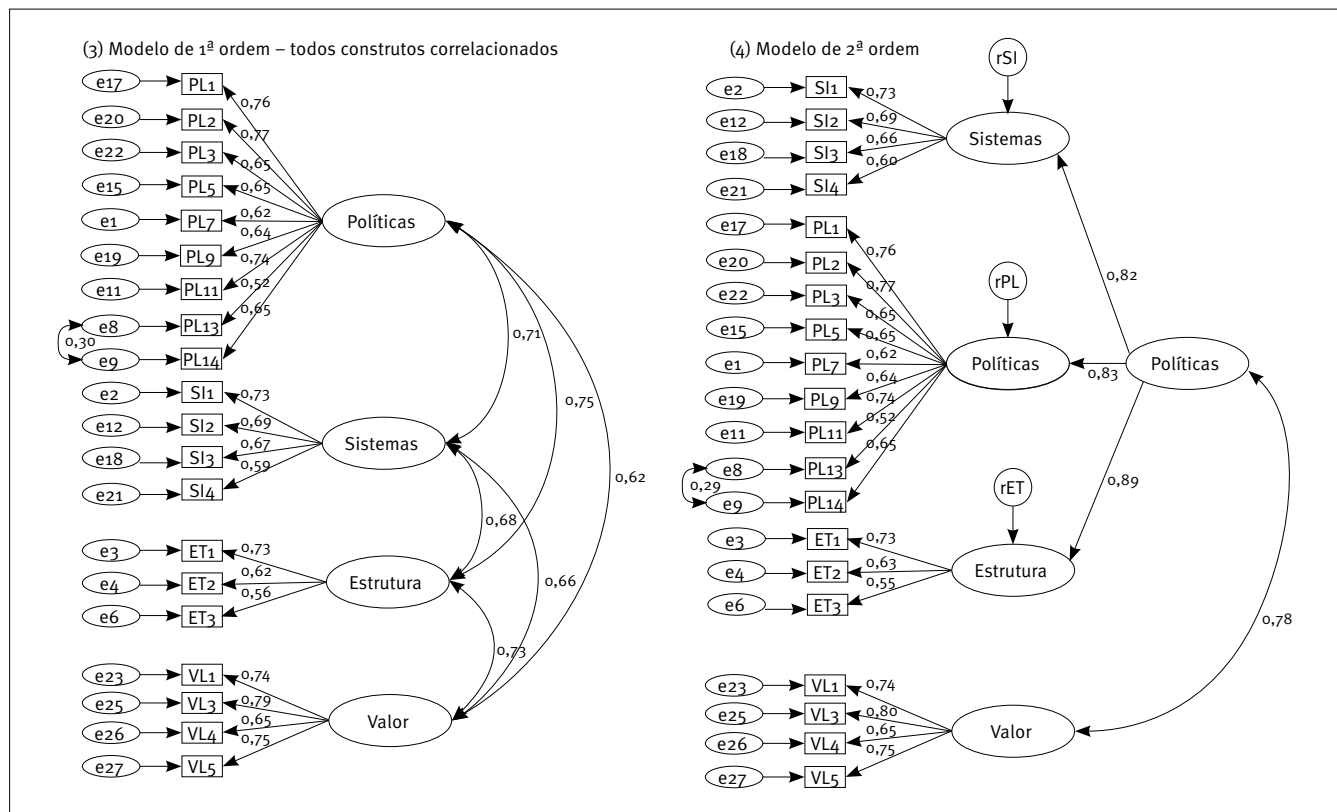 (3) Modelo de 1ª ordem – todos construtos correlacionados
e17 PL1 0,76
e20 PL2 0,77
e22 PL3 0,65
e15 PL5 0,65
e1 PL7 0,62
e19 PL9 0,64
e11 PL11 0,74
e8 PL13 0,52
e9 PL14 0,65
0,30
Políticas
e2 SI1 0,73
e12 SI2 0,69
e18 SI3 0,67
e21 SI4 0,59
Sistemas
e3 ET1 0,73
e4 ET2 0,62
e6 ET3 0,56
Estrutura
e23 VL1 0,74
e25 VL3 0,79
e26 VL4 0,65
e27 VL5 0,75
Valor
0,71
0,75
0,62
0,68
0,66
0,73
(4) Modelo de 2ª ordem
rSI
e2 SI1 0,73
e12 SI2 0,69
e18 SI3 0,66
e21 SI4 0,60
Sistemas
e17 PL1 0,76
e20 PL2 0,77
e22 PL3 0,65
e15 PL5 0,65
e1 PL7 0,62
e19 PL9 0,64
e11 PL11 0,74
e8 PL13 0,52
e9 PL14 0,65
0,29
rPL
Políticas
0,82
0,83
Políticas
0,89
rET
e3 ET1 0,73
e4 ET2 0,63
e6 ET3 0,55
Estrutura
0,78
e23 VL1 0,74
e25 VL3 0,80
e26 VL4 0,65
e27 VL5 0,75
Valor